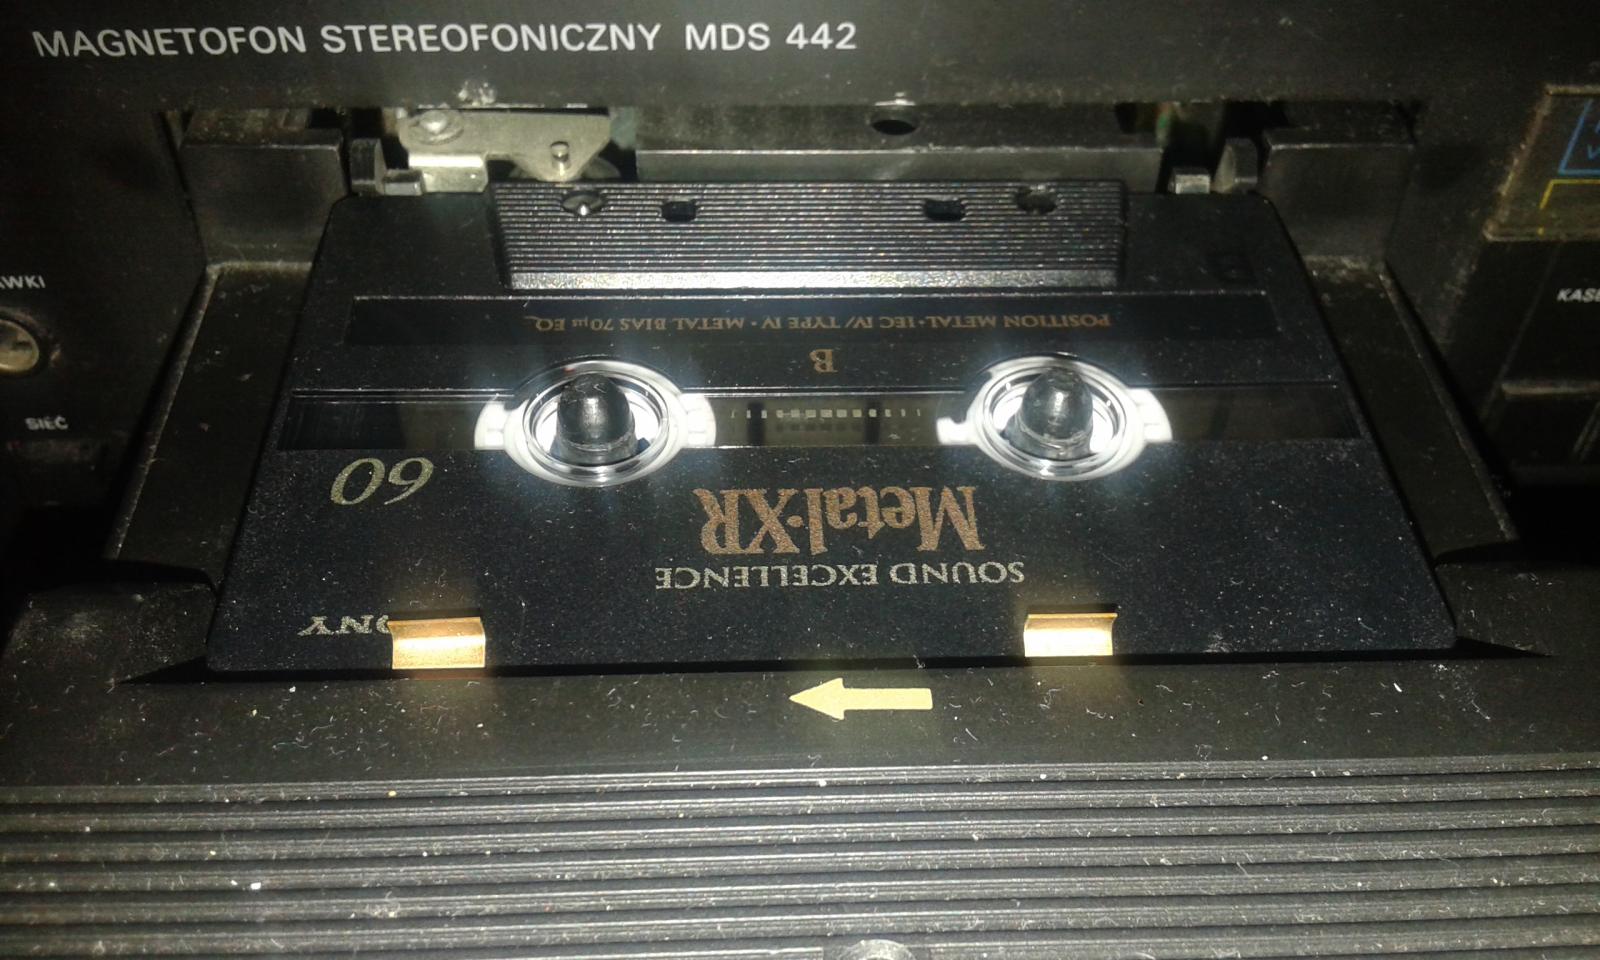 MAGNETOFON STEREOFONICZNY MDS 442
SIEĆ
POSITION METAL•IEC IV/TYPE IV•METAL BIAS 70µs EQ.
B
60
Metal·XR
SOUND EXCELLENCE